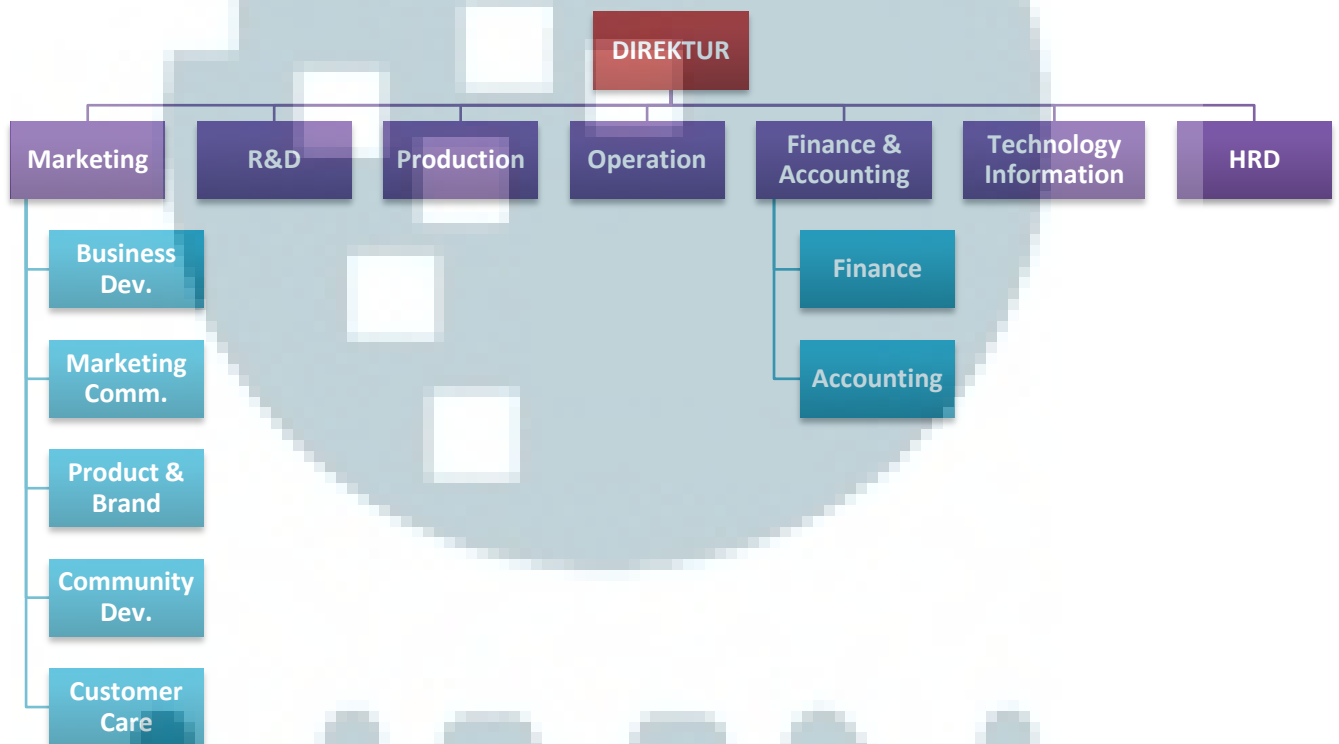 DIREKTUR
Marketing
R&D
Production
Operation
Finance &
Accounting
Technology
Information
HRD
Business
Dev.
Marketing
Comm.
Product &
Brand
Community
Dev.
Customer
Care
Finance
Accounting